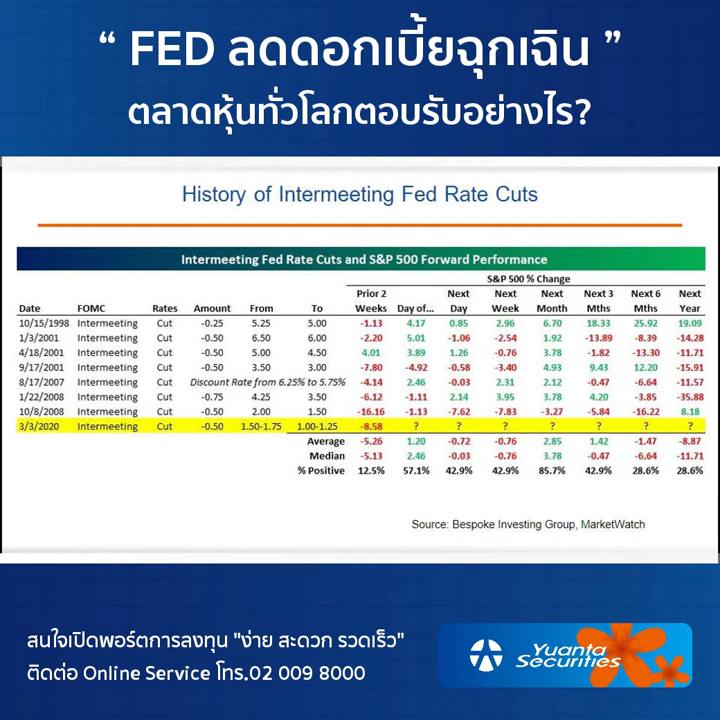 “ FED ลดดอกเบี้ยฉุกเฉิน ”
ตลาดหุ้นทั่วโลกตอบรับอย่างไร?
History of Intermeeting Fed Rate Cuts
Intermeeting Fed Rate Cuts and S&P 500 Forward Performance
S&P 500 % Change
Prior 2 Next Next Next Next 3 Next 6 Next
Date FOMC Rates Amount From To Weeks Day of... Day Week Month Mths Mths Year
10/15/1998 Intermeeting Cut -0.25 5.25 5.00 -1.13 4.17 0.85 2.96 6.70 18.33 25.92 19.09
1/3/2001 Intermeeting Cut -0.50 6.50 6.00 -2.20 5.01 -1.06 -2.54 1.92 -13.89 -8.39 -14.28
4/18/2001 Intermeeting Cut -0.50 5.00 4.50 4.01 3.89 1.26 -0.76 3.78 -1.82 -13.30 -11.71
9/17/2001 Intermeeting Cut -0.50 3.50 3.00 -7.80 -4.92 -0.58 -3.40 4.93 9.43 12.20 -15.91
8/17/2007 Intermeeting Discount Rate from 6.25% to 5.75% -4.14 2.46 -0.03 2.31 2.12 -0.47 -6.64 -11.57
1/22/2008 Intermeeting Cut -0.75 4.25 3.50 -6.12 -1.11 2.14 3.95 3.78 4.20 -3.85 -35.88
10/8/2008 Intermeeting Cut -0.50 2.00 1.50 -16.16 -1.13 -7.62 -7.83 -3.27 -5.84 -16.22 8.18
3/3/2020 Intermeeting Cut -0.50 1.50-1.75 1.00-1.25 -8.58 ? ? ? ? ? ? ?
Average -5.26 1.20 -0.72 -0.76 2.85 1.42 -1.47 -8.87
Median -5.13 2.46 -0.03 -0.76 3.78 -0.47 -6.64 -11.71
% Positive 12.5% 57.1% 42.9% 42.9% 85.7% 42.9% 28.6% 28.6%
Source: Bespoke Investing Group, MarketWatch
สนใจเปิดพอร์ตการลงทุน "ง่าย สะดวก รวดเร็ว"
ติดต่อ Online Service โทร.02 009 8000
Yuanta
Securities